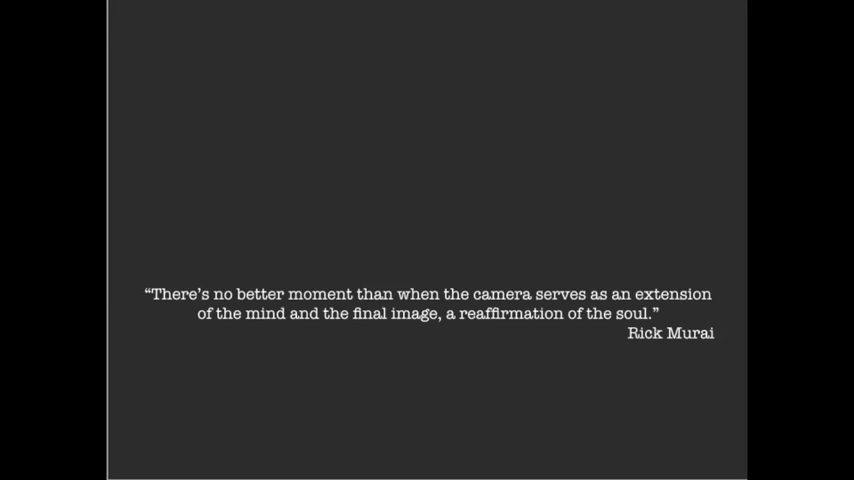 “There’s no better moment than when the camera serves as an extension
of the mind and the final image, a reaffirmation of the soul.”
Rick Murai